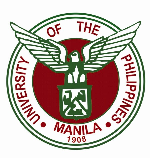 UNIVERSITY OF THE PHILIPPINES
MANILA
1908